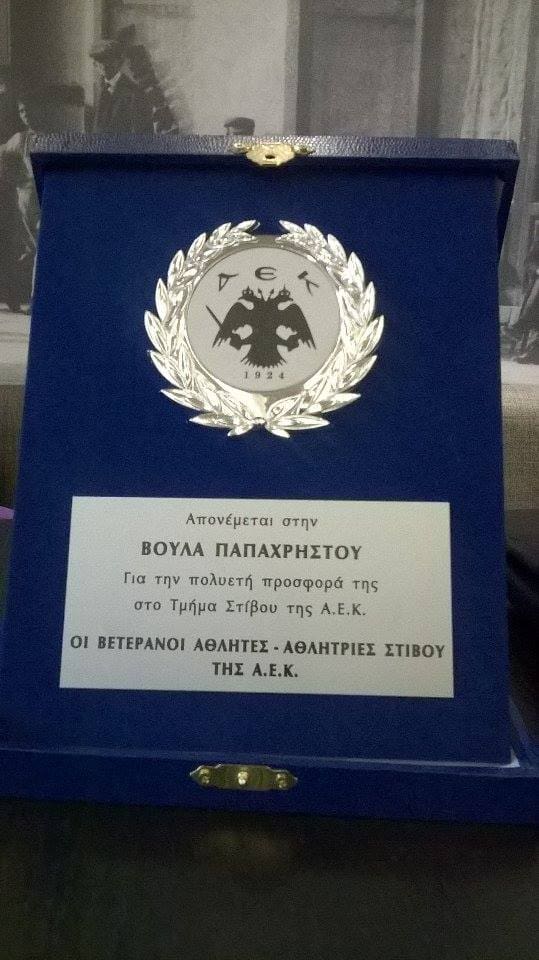 ΑΕΚ
1924
Απονέμεται στην
ΒΟΥΛΑ ΠΑΠΑΧΡΗΣΤΟΥ
Για την πολυετή προσφορά της
στο Τμήμα Στίβου της Α.Ε.Κ.
ΟΙ ΒΕΤΕΡΑΝΟΙ ΑΘΛΗΤΕΣ - ΑΘΛΗΤΡΙΕΣ ΣΤΙΒΟΥ
ΤΗΣ Α.Ε.Κ.